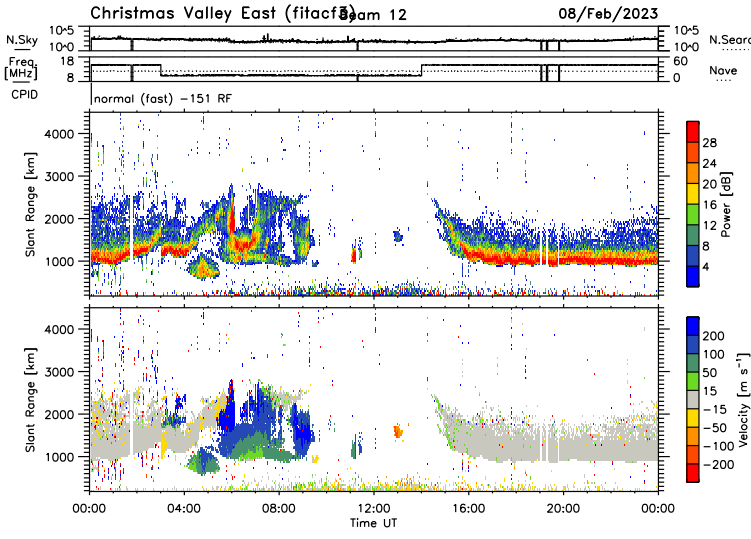 Christmas Valley East (fitacf3) Beam 12 08/Feb/2023
N.Sky 10^5 10^0 10^5 10^0 N.Sear
Freq. [MHz] 18 8 60 0 Nave
CPID normal (fast) -151 RF
Slant Range [km] 4000 3000 2000 1000
Power [dB] 28 24 20 16 12 8 4
Slant Range [km] 4000 3000 2000 1000
Velocity [m s⁻¹] 200 100 50 15 -15 -50 -100 -200
00:00 04:00 08:00 12:00 16:00 20:00 00:00
Time UT